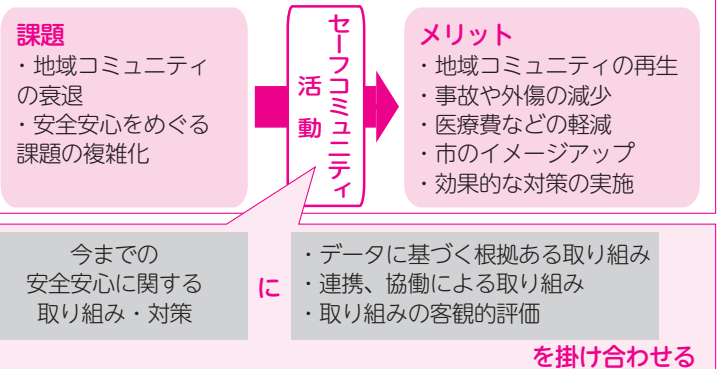 課題
・地域コミュニティ
の衰退
・安全安心をめぐる
課題の複雑化
セーフコミュニティ
活動
メリット
・地域コミュニティの再生
・事故や外傷の減少
・医療費などの軽減
・市のイメージアップ
・効果的な対策の実施
今までの
安全安心に関する
取り組み・対策
に
・データに基づく根拠ある取り組み
・連携、協働による取り組み
・取り組みの客観的評価
を掛け合わせる